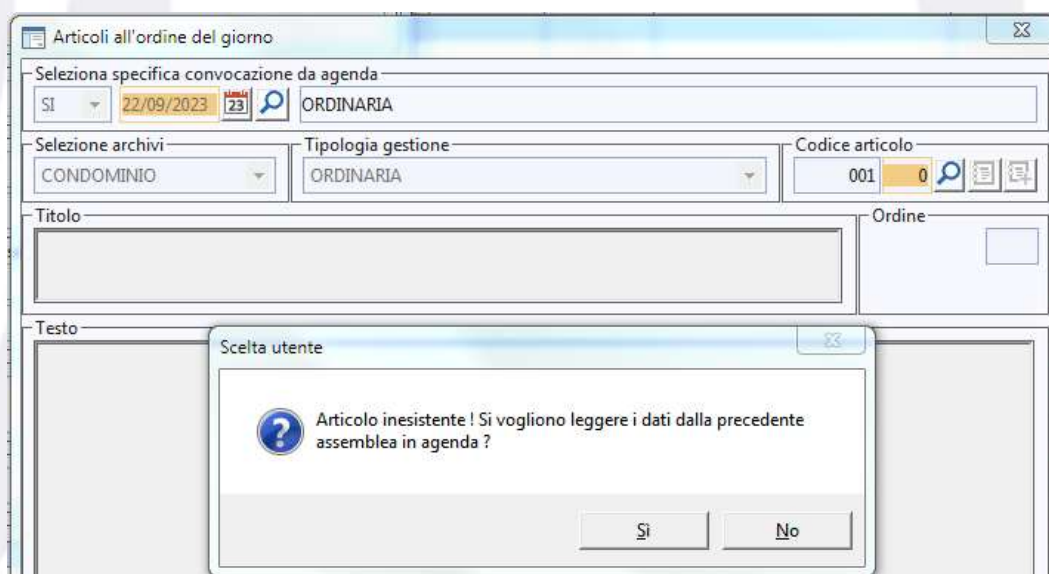 Articoli all'ordine del giorno
Seleziona specifica convocazione da agenda
SI 22/09/2023 23 ORDINARIA
Selezione archivi Tipologia gestione Codice articolo
CONDOMINIO ORDINARIA 001 0
Titolo Ordine
Testo
Scelta utente
Articolo inesistente ! Si vogliono leggere i dati dalla precedente
assemblea in agenda ?
Sì No